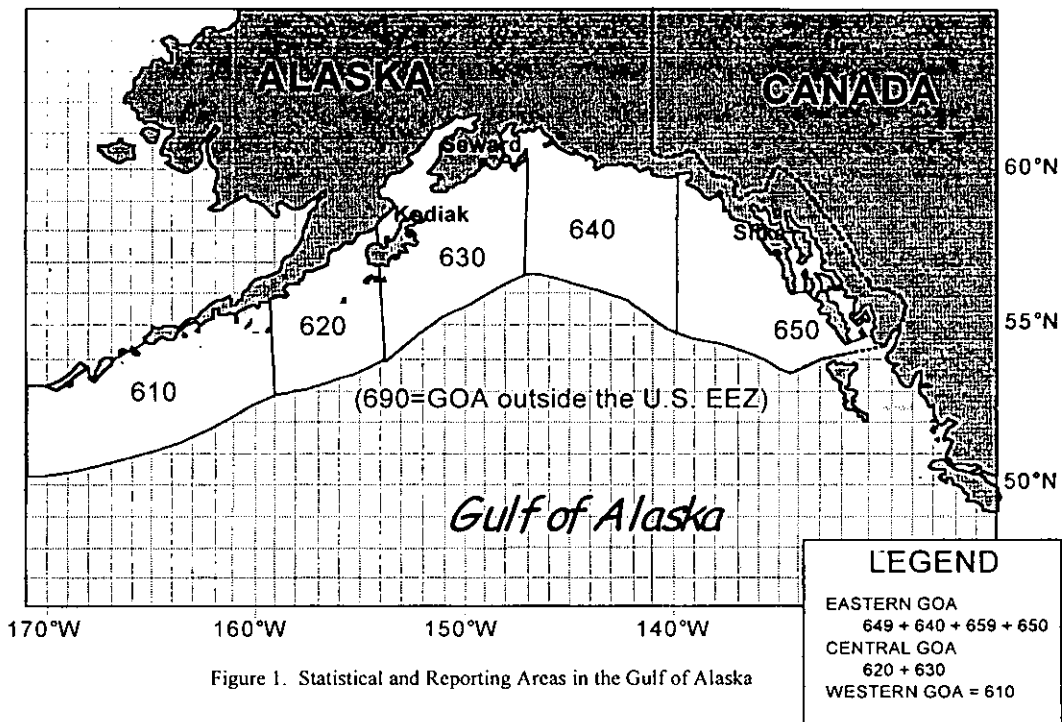 ALASKA
CANADA
Seward
60°N
Kodiak
640
Sitka
630
55°N
620
650
610
(690=GOA outside the U.S. EEZ)
50°N
Gulf of Alaska
LEGEND
EASTERN GOA
649 + 640 + 659 + 650
CENTRAL GOA
620 + 630
WESTERN GOA = 610
170°W
160°W
150°W
140°W
Figure 1. Statistical and Reporting Areas in the Gulf of Alaska